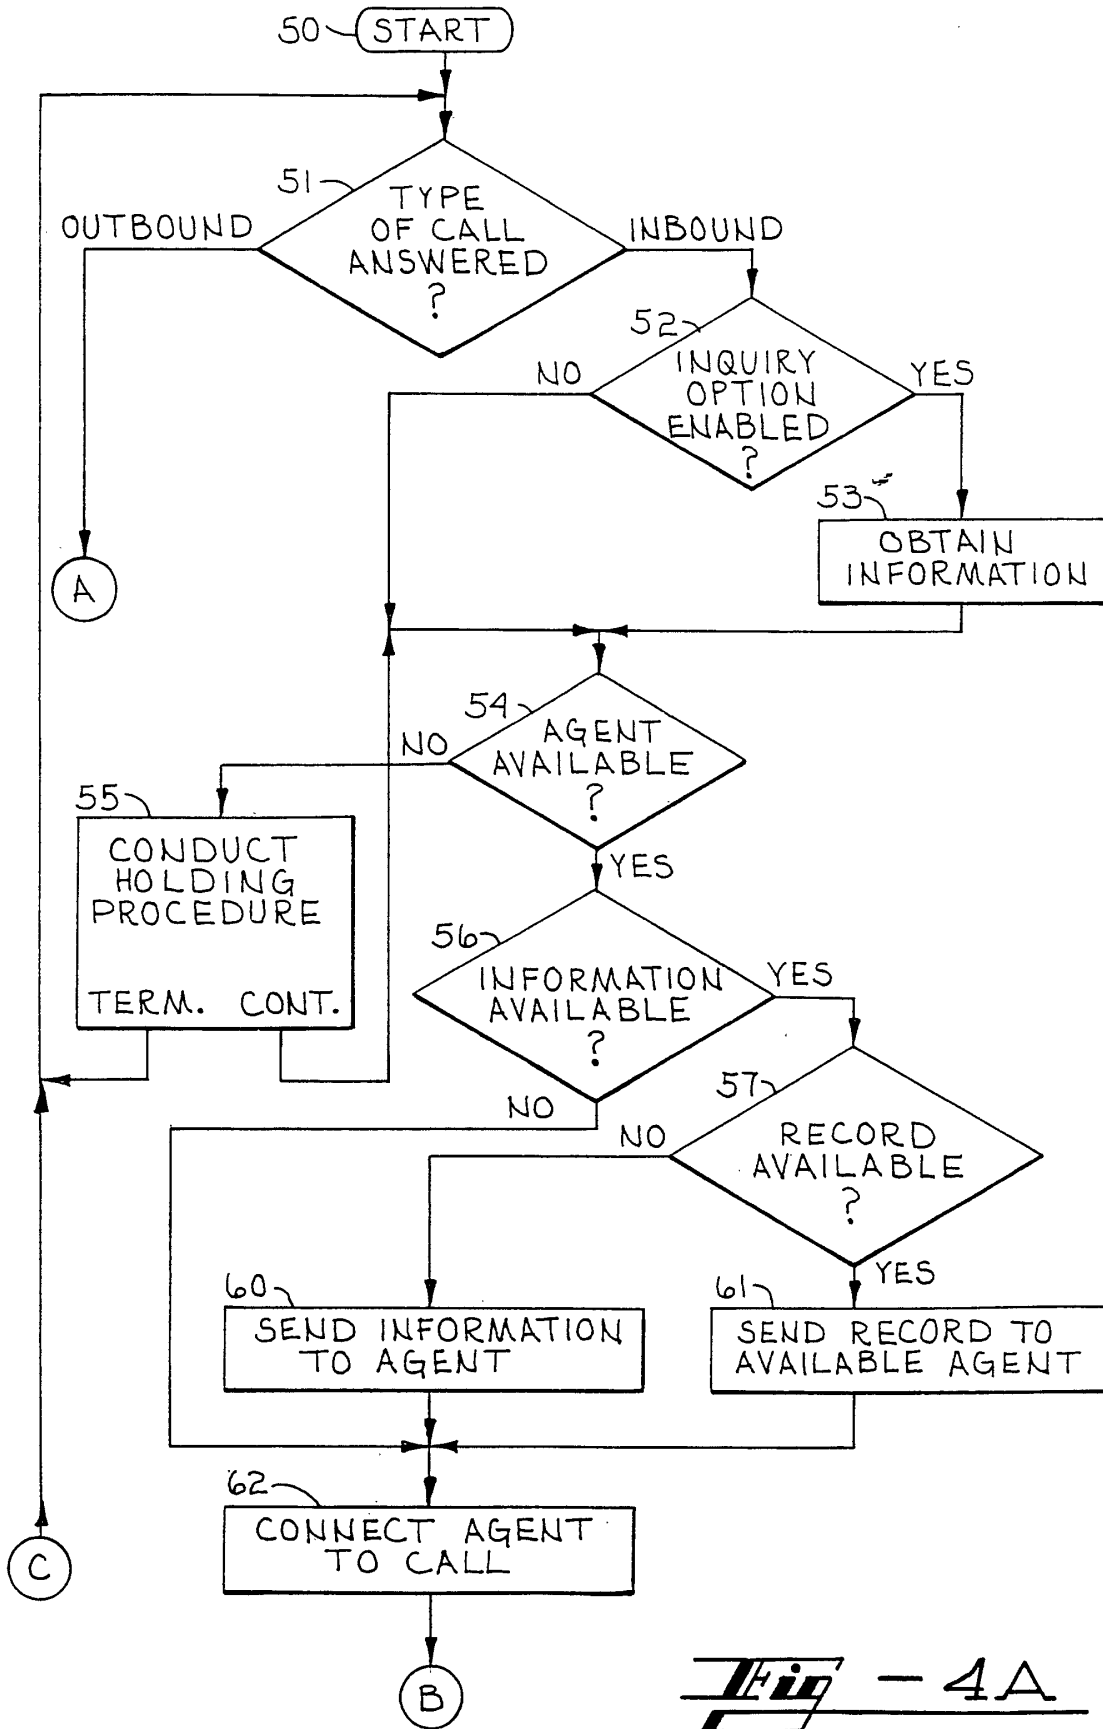 50
START
51
TYPE
OF CALL
ANSWERED
?
OUTBOUND
INBOUND
52
INQUIRY
OPTION
ENABLED
?
NO
YES
53
OBTAIN
INFORMATION
A
54
AGENT
AVAILABLE
?
NO
YES
55
CONDUCT
HOLDING
PROCEDURE
TERM. CONT.
56
INFORMATION
AVAILABLE
?
YES
NO
57
RECORD
AVAILABLE
?
NO
YES
60
SEND INFORMATION
TO AGENT
61
SEND RECORD TO
AVAILABLE AGENT
62
CONNECT AGENT
TO CALL
C
B
Fig - 4A